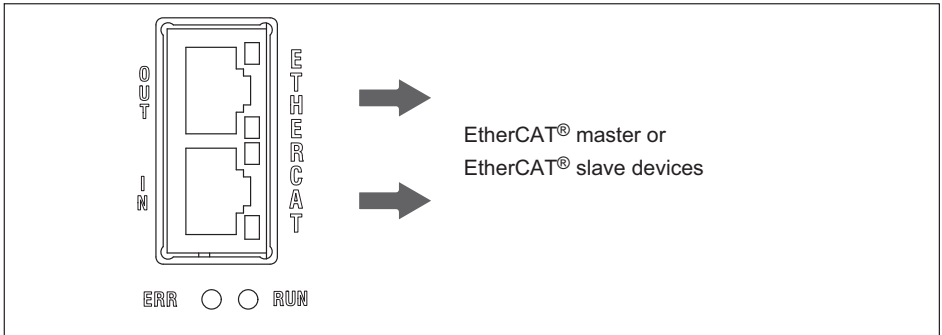 OUT
IN
ETHERCAT
EtherCAT® master or
EtherCAT® slave devices
ERR RUN